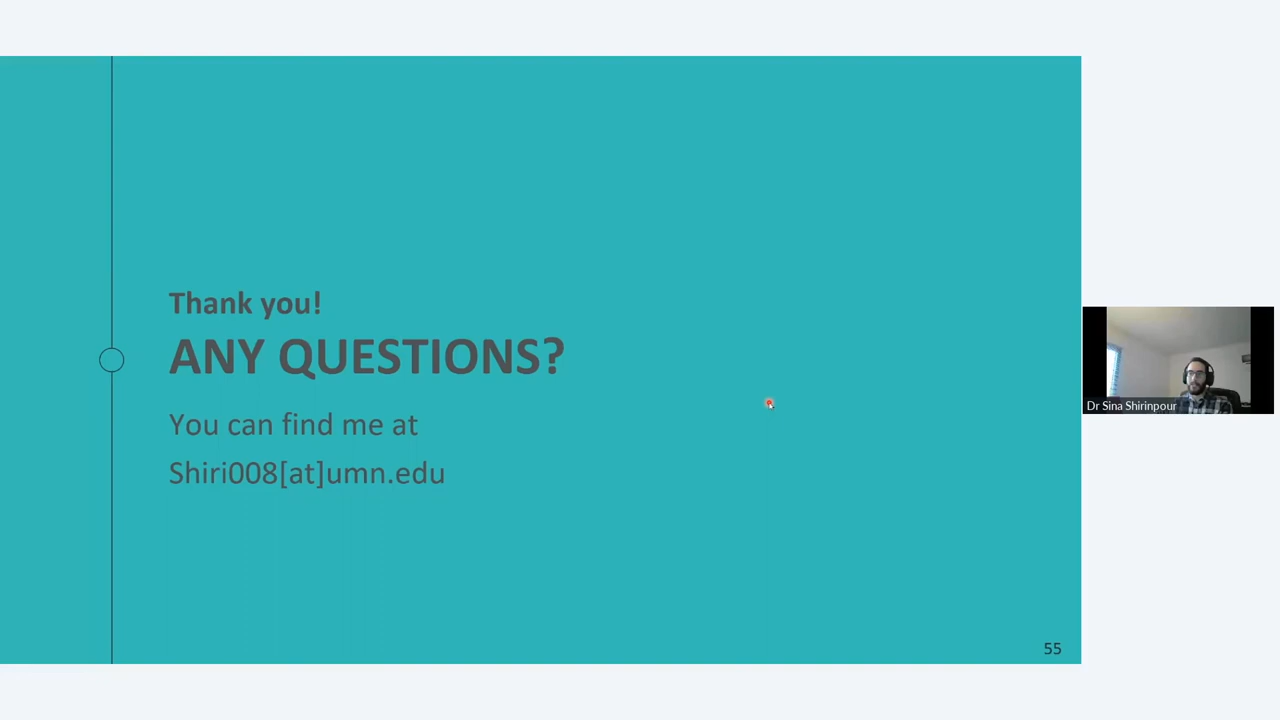 Thank you!
ANY QUESTIONS?
You can find me at
Shiri008[at]umn.edu
Dr Sina Shirinpour
55